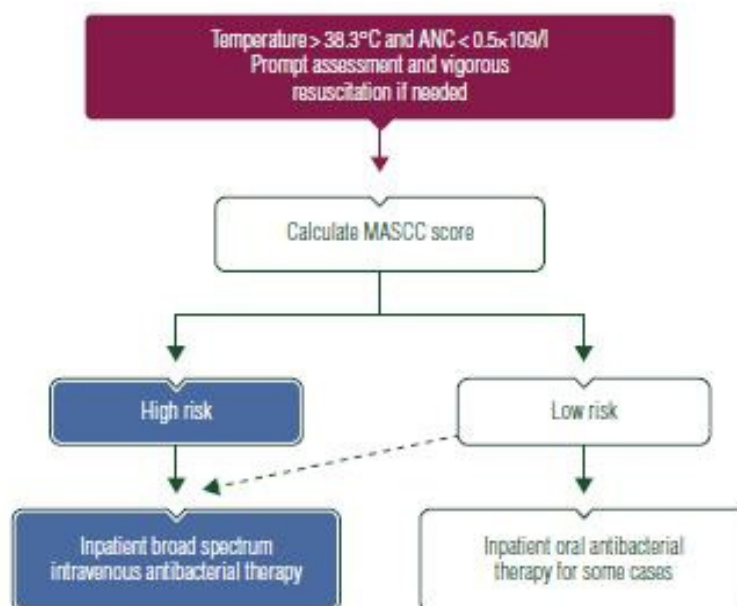 Temperature > 38.3°C and ANC < 0.5×109/l
Prompt assessment and vigorous
resuscitation if needed
Calculate MASCC score
High risk
Low risk
Inpatient broad spectrum
intravenous antibacterial therapy
Inpatient oral antibacterial
therapy for some cases